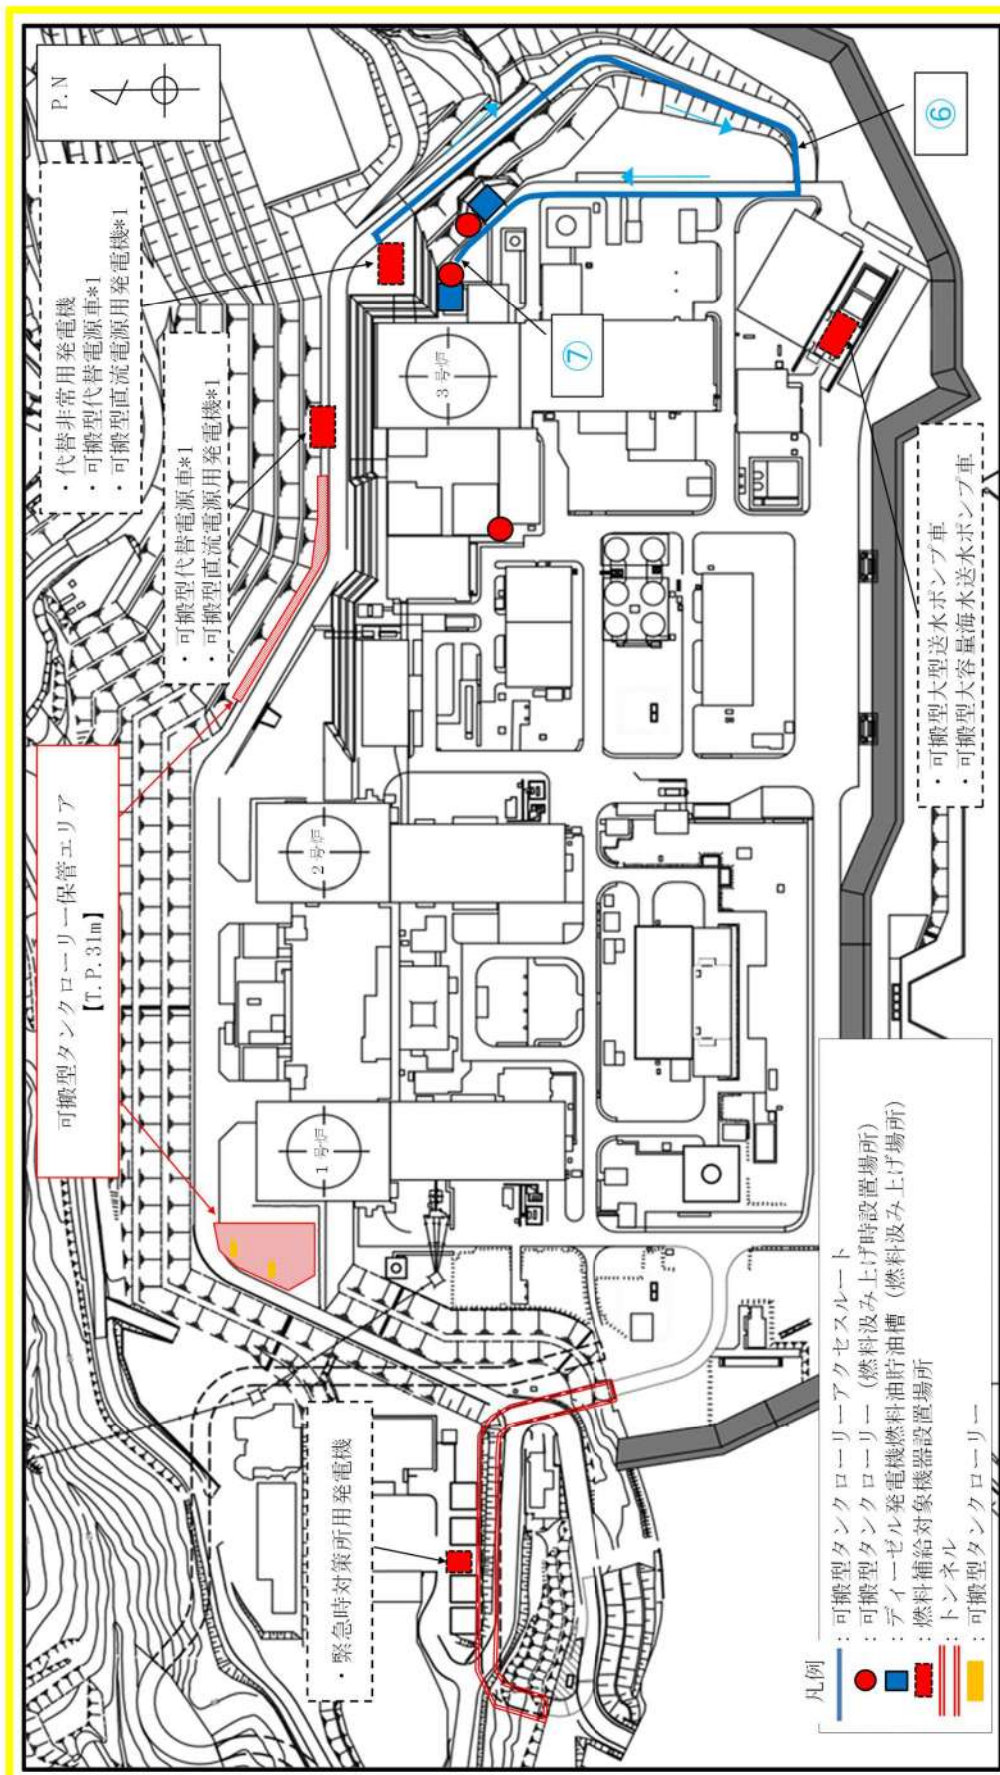 P.N
・代替非常用発電機
・可搬型代替電源車*1
・可搬型直流電源用発電機*1
・可搬型代替電源車*1
・可搬型直流電源用発電機*1
可搬型タンクローリー保管エリア
【T.P.31m】
・緊急時対策所用発電機
1号炉
2号炉
3号炉
⑥
⑦
・可搬型大型送水ポンプ車
・可搬型大容量海水送水ポンプ車
凡例
：可搬型タンクローリーアクセスルート
：可搬型タンクローリー（燃料汲み上げ時設置場所）
：ディーゼル発電機燃料油貯油槽（燃料汲み上げ場所）
：燃料補給対象機器設置場所
：トンネル
：可搬型タンクローリー